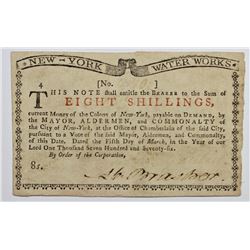 NEW-YORK WATER WORKS
[No. ]
4
THIS NOTE shall entitle the BEARER to the Sum of
EIGHT SHILLINGS,
current Money of the Colony of New-York, payable on DEMAND, by
the MAYOR, ALDERMEN, and COMMONALTY of
the City of New-York, at the Office of Chamberlain of the said City,
pursuant to a Vote of the said Mayor, Aldermen, and Commonalty,
of this Date. Dated the Fifth Day of March, in the Year of our
Lord One Thousand Seven Hundred and Seventy-six.
By Order of the Corporation,
8s.